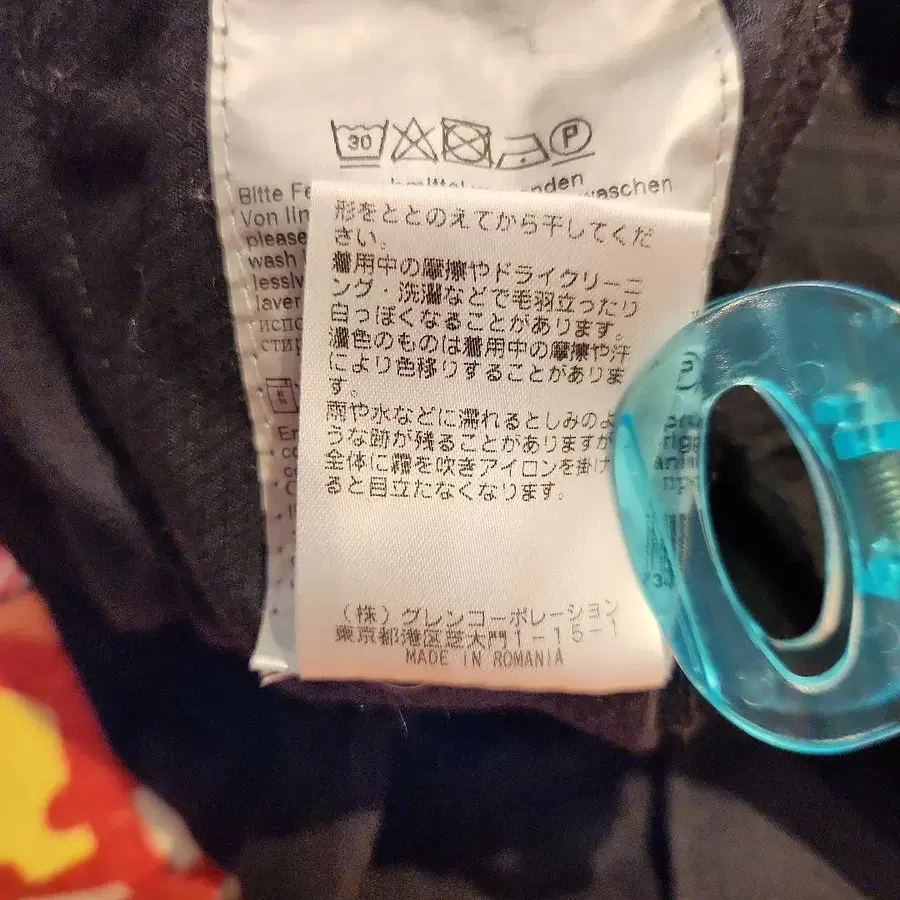 30 P
Bitte waschen
Von
please
wash
laver
形をととのえてから干してくだ
さい。
着用中の摩擦やドライクリーニ
ング・洗濯などで毛羽立ったり
白っぽくなることがあります。
濃色のものは着用中の摩擦や汗
により色移りすることがありま
す。
雨や水などに濡れるとしみのよ
うな跡が残ることがありますが
全体に霧を吹きアイロンを掛け
ると目立たなくなります。
(株)グレンコーポレーション
東京都港区芝大門1-15-1
MADE IN ROMANIA